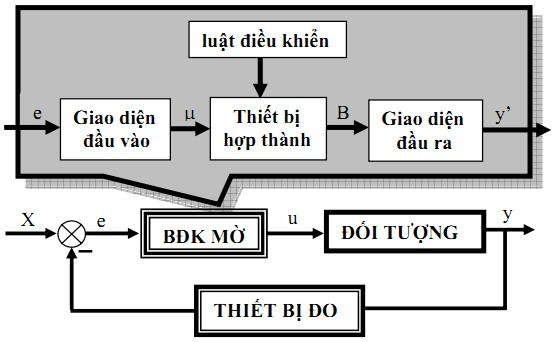 luật điều khiển
e
Giao diện
đầu vào
μ
Thiết bị
hợp thành
B
Giao diện
đầu ra
y’
X
e
BĐK MỜ
u
ĐỐI TƯỢNG
y
THIẾT BỊ ĐO